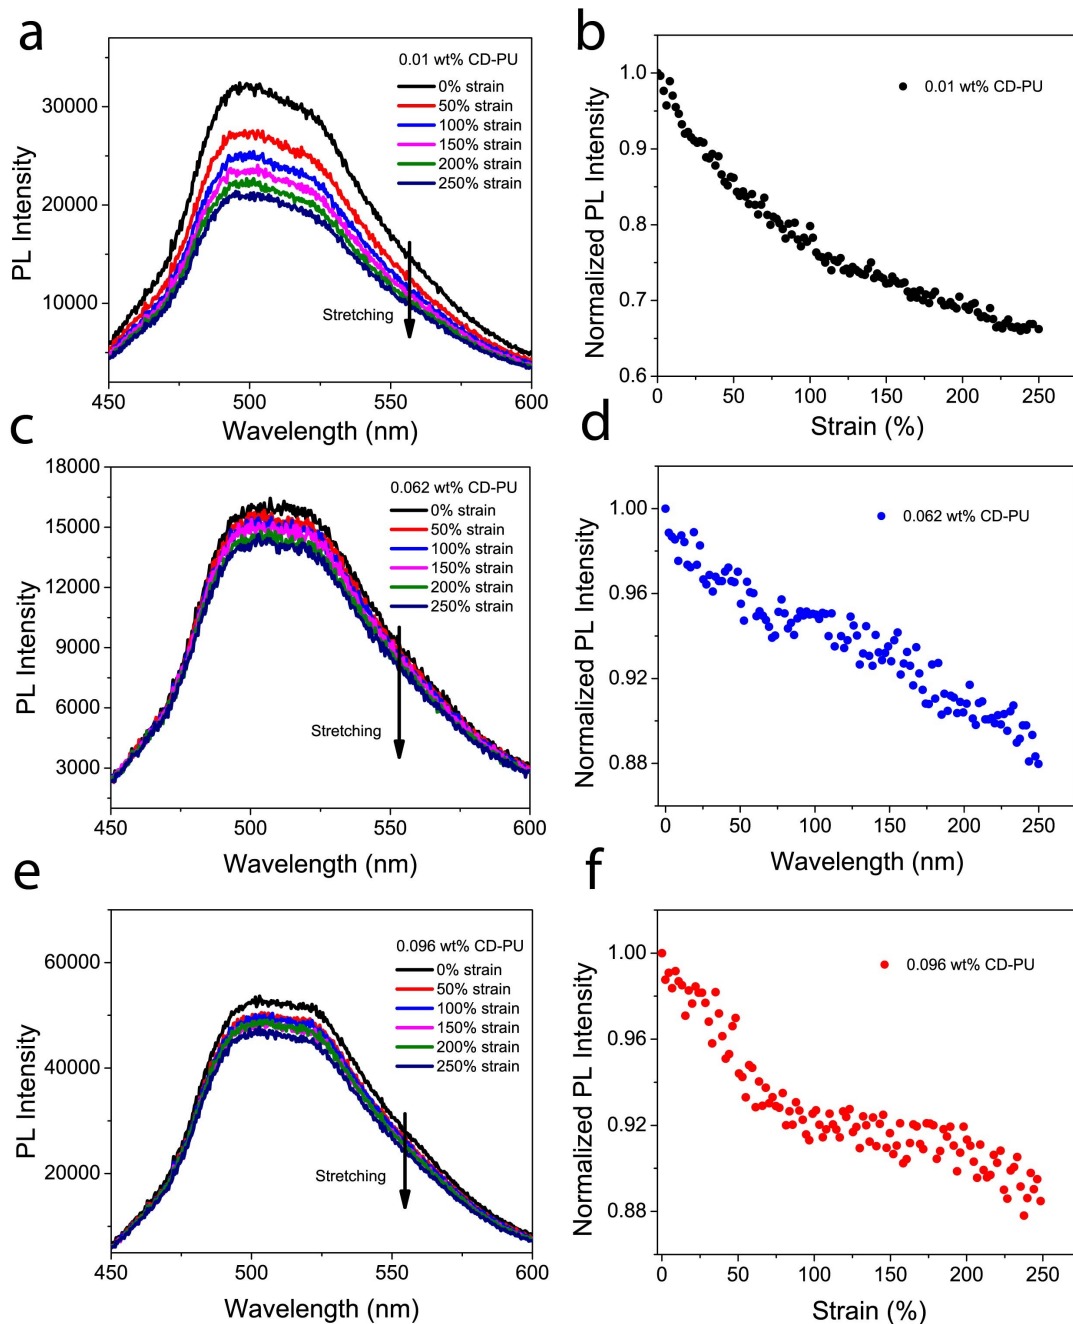 a
0.01 wt% CD-PU
0% strain
50% strain
100% strain
150% strain
200% strain
250% strain
30000
20000
10000
PL Intensity
Stretching
450
500
550
600
Wavelength (nm)
b
0.01 wt% CD-PU
1.0
0.9
0.8
0.7
0.6
Normalized PL Intensity
0
50
100
150
200
250
Strain (%)
c
0.062 wt% CD-PU
0% strain
50% strain
100% strain
150% strain
200% strain
250% strain
18000
15000
12000
9000
6000
3000
PL Intensity
Stretching
450
500
550
600
Wavelength (nm)
d
0.062 wt% CD-PU
1.00
0.96
0.92
0.88
Normalized PL Intensity
0
50
100
150
200
250
Wavelength (nm)
e
0.096 wt% CD-PU
0% strain
50% strain
100% strain
150% strain
200% strain
250% strain
60000
40000
20000
PL Intensity
Stretching
450
500
550
600
Wavelength (nm)
f
0.096 wt% CD-PU
1.00
0.96
0.92
0.88
Normalized PL Intensity
0
50
100
150
200
250
Strain (%)